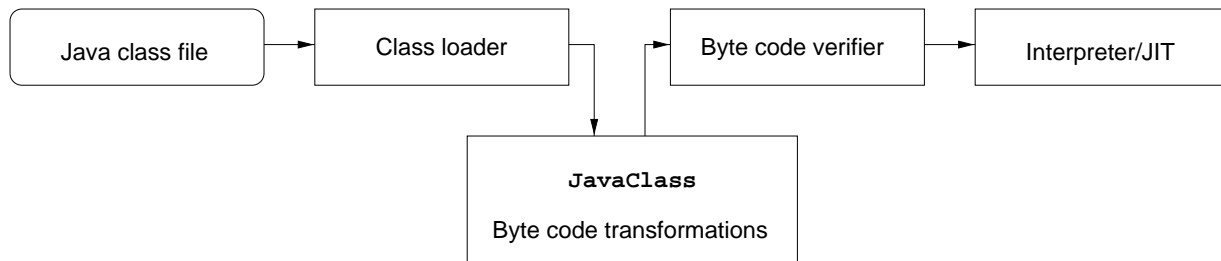 Java class file
Class loader
Byte code verifier
Interpreter/JIT
JavaClass
Byte code transformations